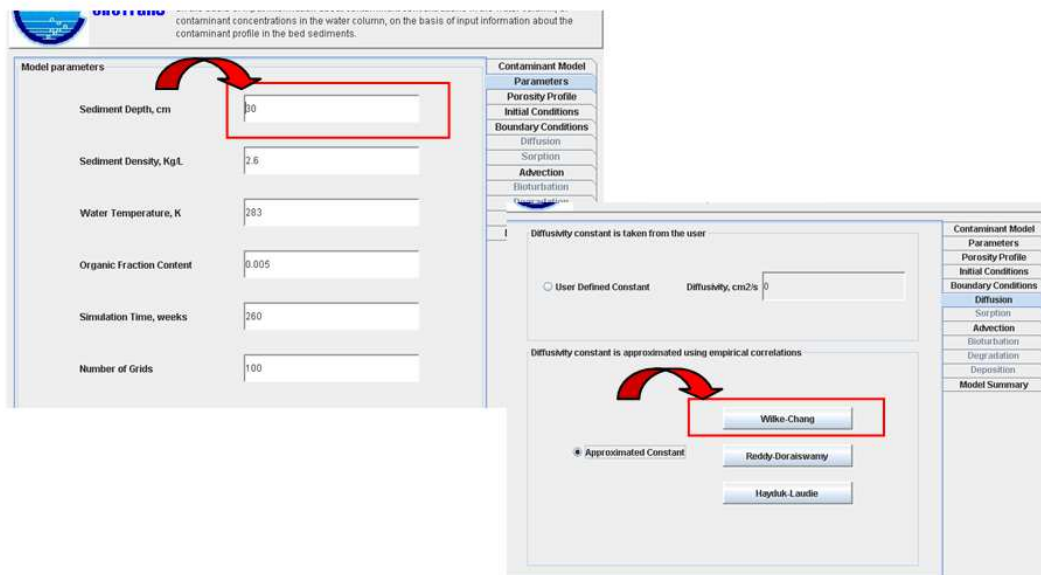 contaminant concentrations in the water column, on the basis of input information about the
contaminant profile in the bed sediments.
Model parameters
Sediment Depth, cm
30
Sediment Density, Kg/L
2.6
Water Temperature, K
283
Organic Fraction Content
0.005
Simulation Time, weeks
260
Number of Grids
100
Contaminant Model
Parameters
Porosity Profile
Initial Conditions
Boundary Conditions
Diffusion
Sorption
Advection
Bioturbation
Degradation
Diffusivity constant is taken from the user
User Defined Constant
Diffusivity, cm2/s
0
Diffusivity constant is approximated using empirical correlations
Approximated Constant
Wilke-Chang
Reddy-Doraiswamy
Hayduk-Laudie
Contaminant Model
Parameters
Porosity Profile
Initial Conditions
Boundary Conditions
Diffusion
Sorption
Advection
Bioturbation
Degradation
Deposition
Model Summary